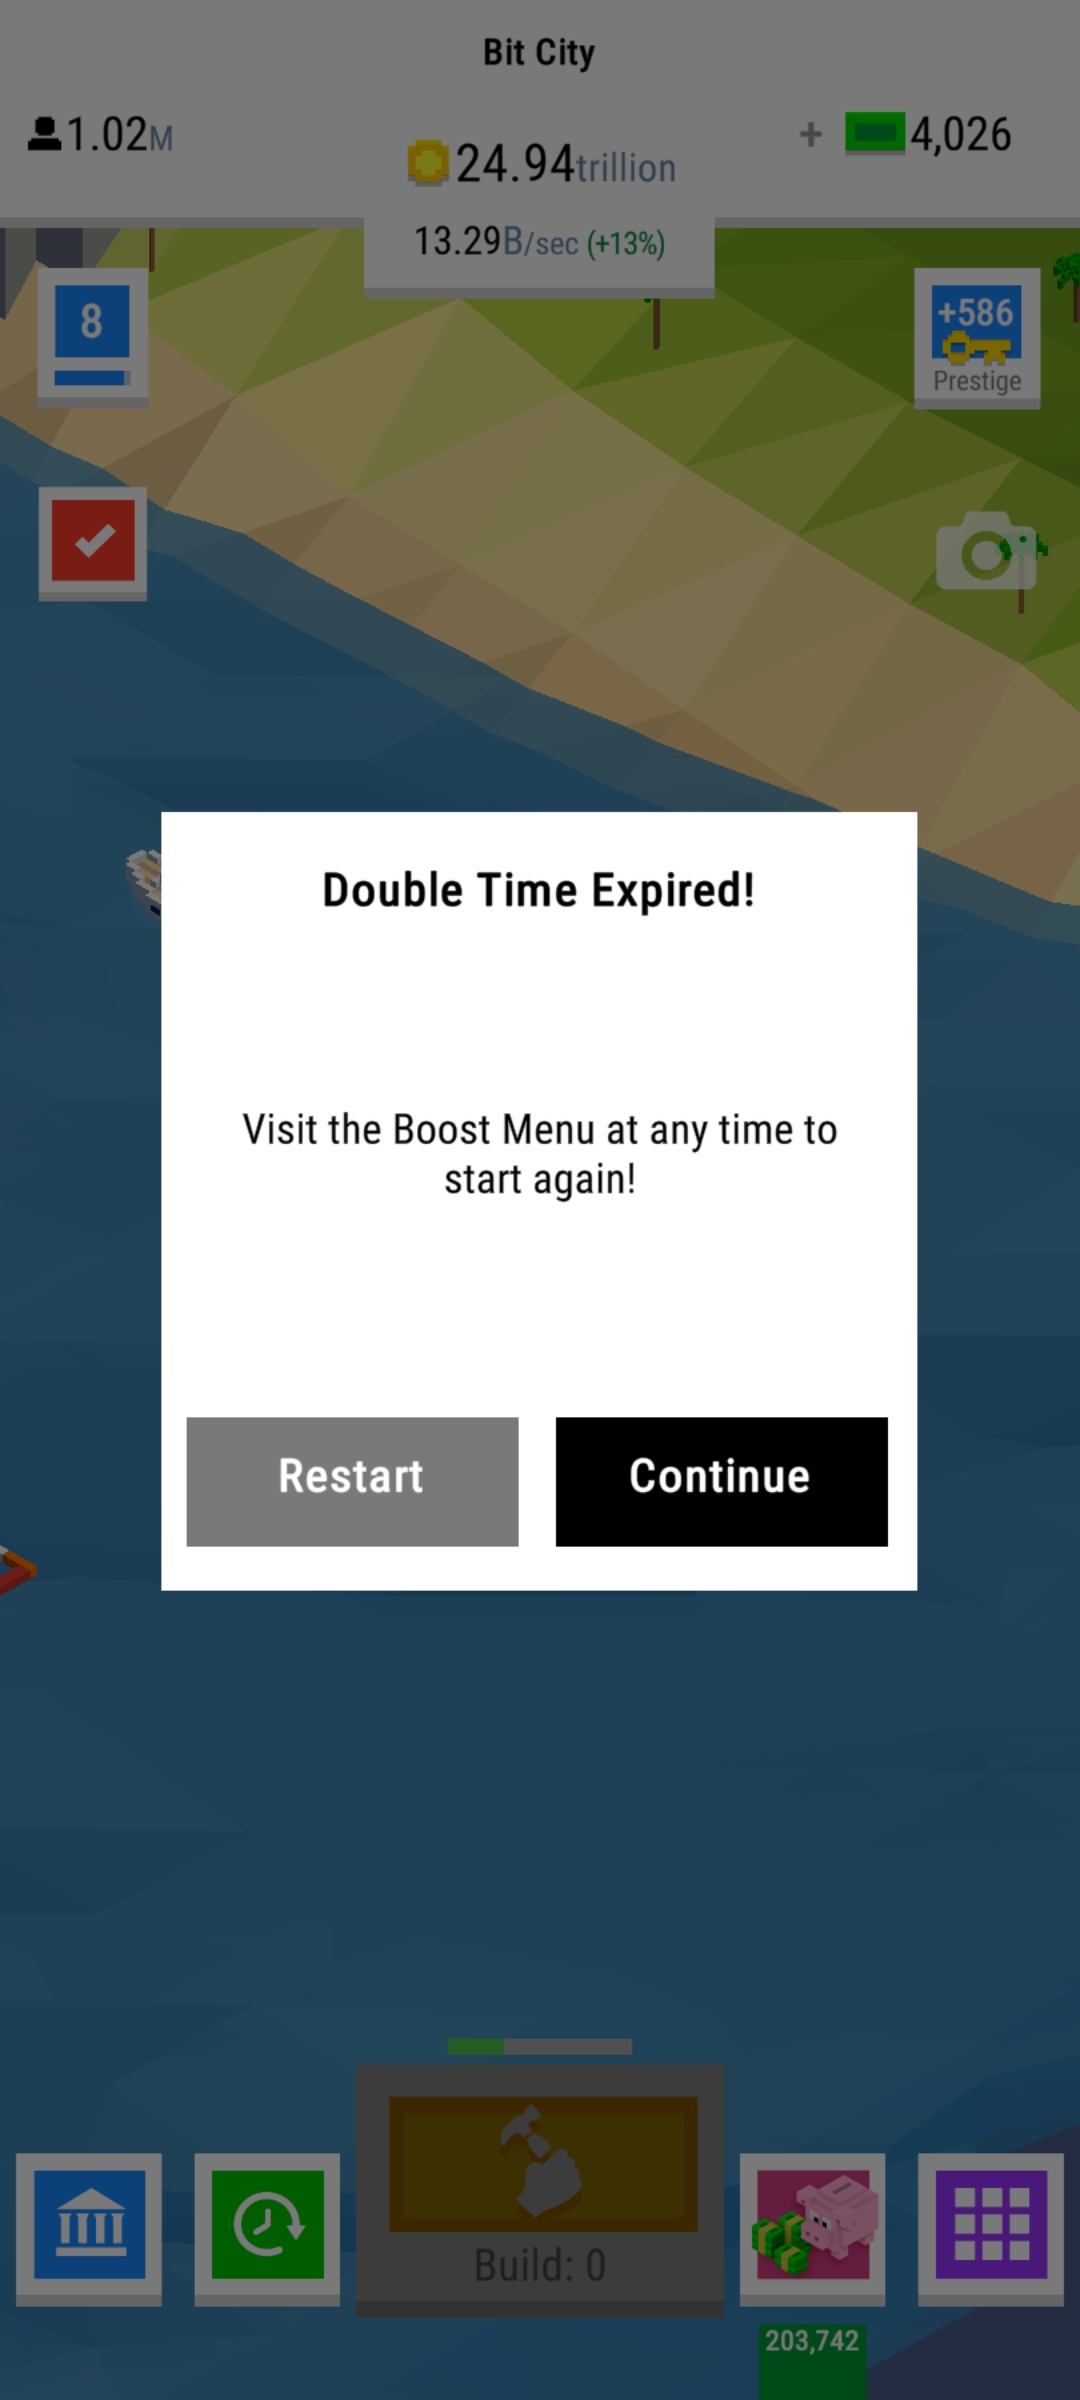 Bit City
1.02M
24.94trillion
+ 4,026
13.29B/sec (+13%)
8
+586
Prestige
Double Time Expired!
Visit the Boost Menu at any time to
start again!
Restart
Continue
Build: 0
203,742